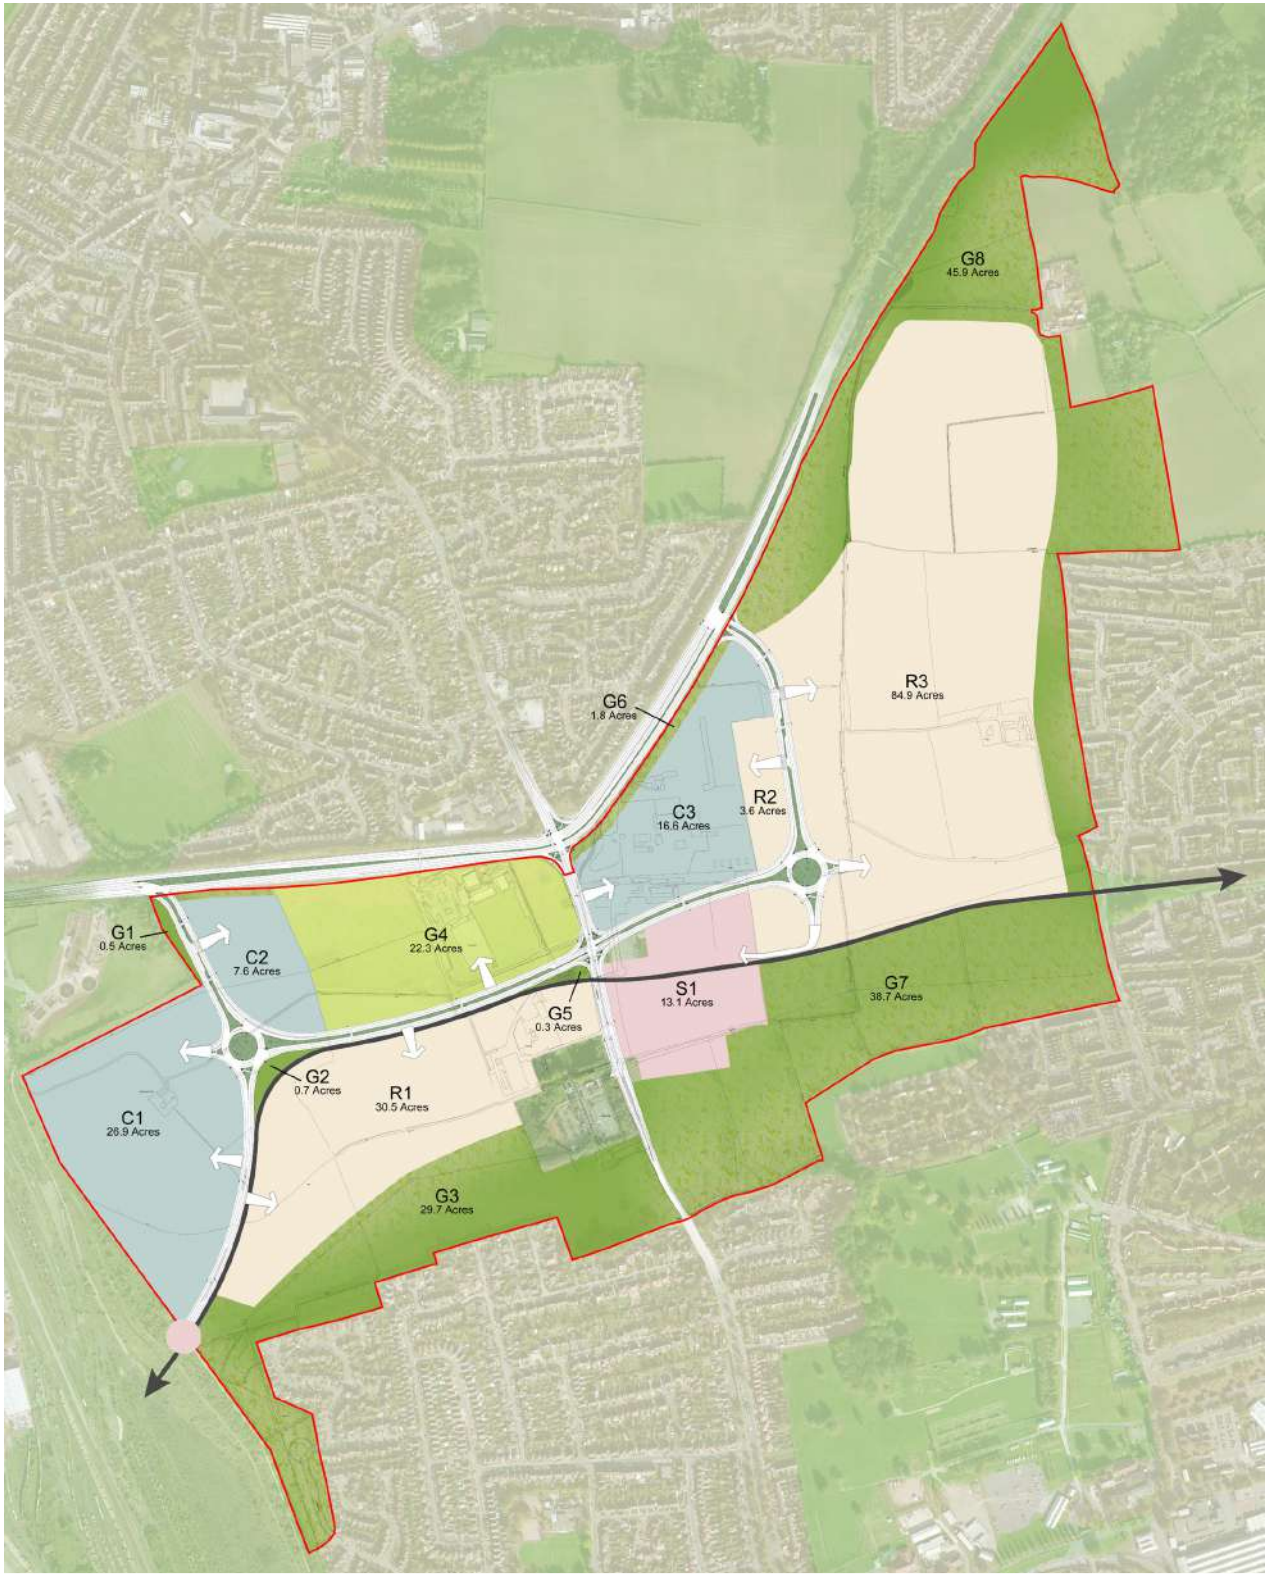 G8
45.9 Acres
R3
84.9 Acres
G6
1.8 Acres
R2
3.6 Acres
C3
16.6 Acres
G1
0.5 Acres
C2
7.6 Acres
G4
22.3 Acres
S1
13.1 Acres
G7
38.7 Acres
G5
0.3 Acres
G2
0.7 Acres
R1
30.5 Acres
C1
26.9 Acres
G3
29.7 Acres